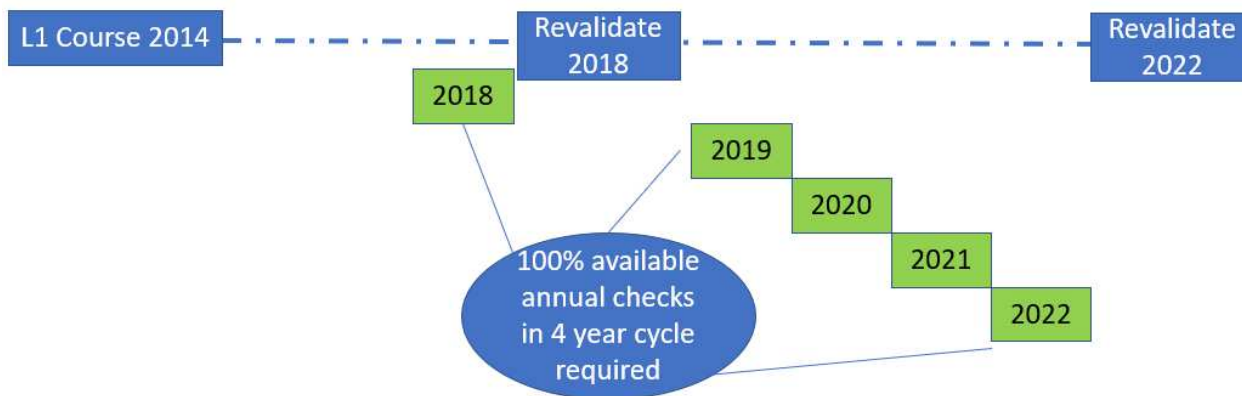 L1 Course 2014
Revalidate
2018
Revalidate
2022
2018
2019
2020
2021
2022
100% available
annual checks
in 4 year cycle
required